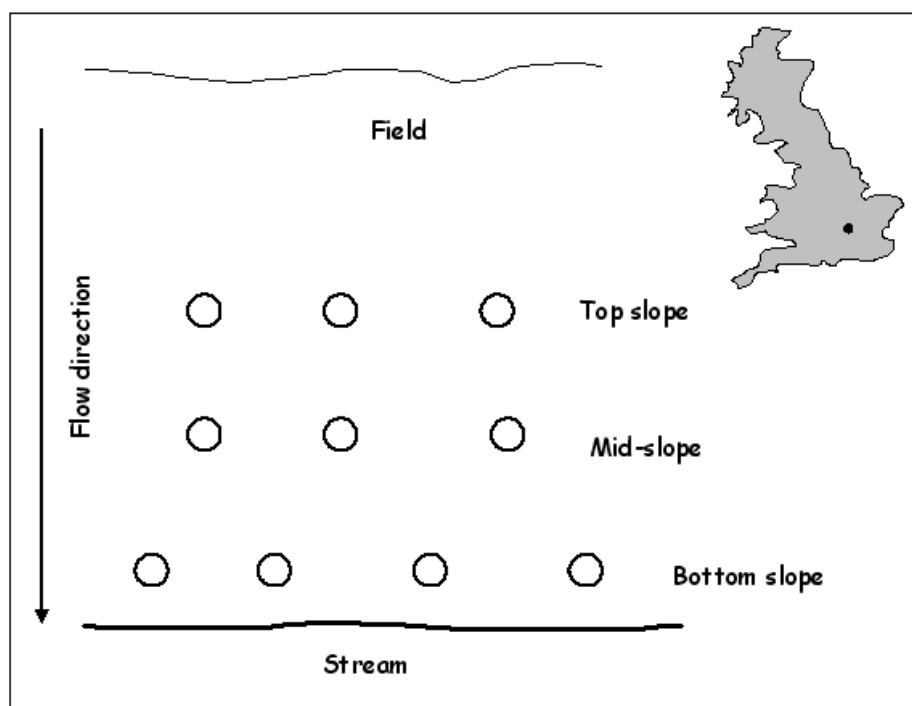 Field
Flow direction
Top slope
Mid-slope
Bottom slope
Stream